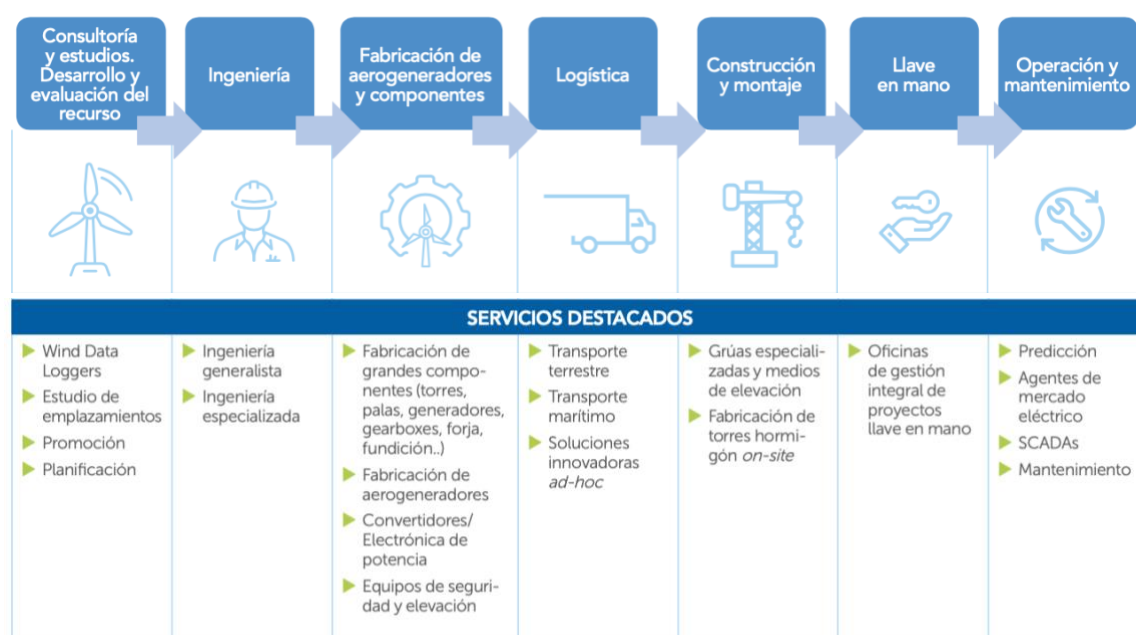 Consultoría
y estudios.
Desarrollo y
evaluación del
recurso
Ingeniería
Fabricación de
aerogeneradores
y componentes
Logística
Construcción
y montaje
Llave
en mano
Operación y
mantenimiento
SERVICIOS DESTACADOS
Wind Data
Loggers
Estudio de
emplazamientos
Promoción
Planificación
Ingeniería
generalista
Ingeniería
especializada
Fabricación de
grandes compo-
nentes (torres,
palas, generadores,
gearboxes, forja,
fundición..)
Fabricación de
aerogeneradores
Convertidores/
Electrónica de
potencia
Equipos de seguri-
dad y elevación
Transporte
terrestre
Transporte
marítimo
Soluciones
innovadoras
ad-hoc
Grúas especiali-
zadas y medios
de elevación
Fabricación de
torres hormi-
gón on-site
Oficinas
de gestión
integral de
proyectos
llave en mano
Predicción
Agentes de
mercado
eléctrico
SCADAs
Mantenimiento